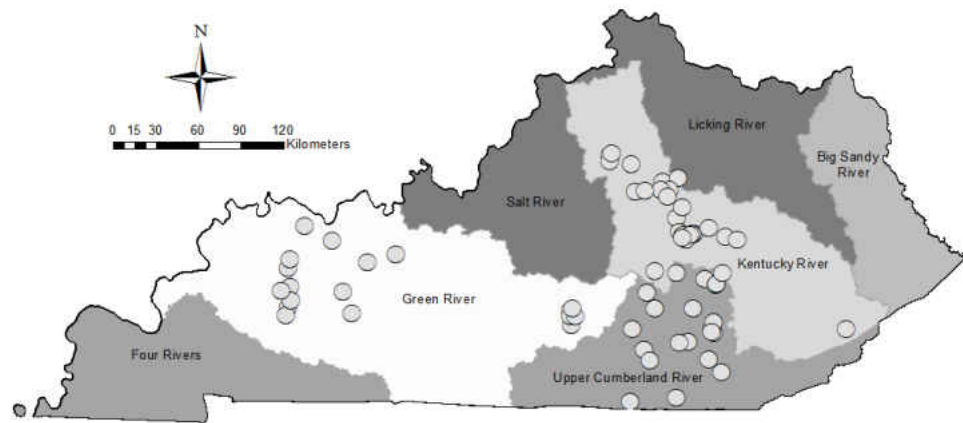 N
0 15 30 60 90 120
Kilometers
Licking River
Big Sandy
River
Salt River
Kentucky River
Green River
Four Rivers
Upper Cumberland River